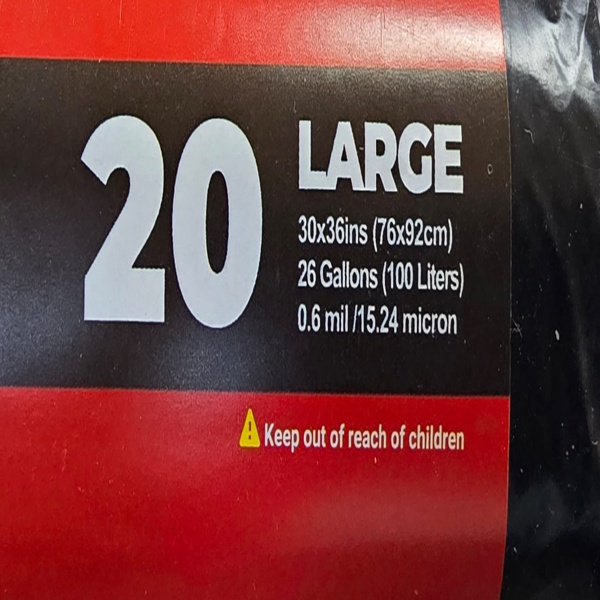 20
LARGE
30x36ins (76x92cm)
26 Gallons (100 Liters)
0.6 mil /15.24 micron
Keep out of reach of children